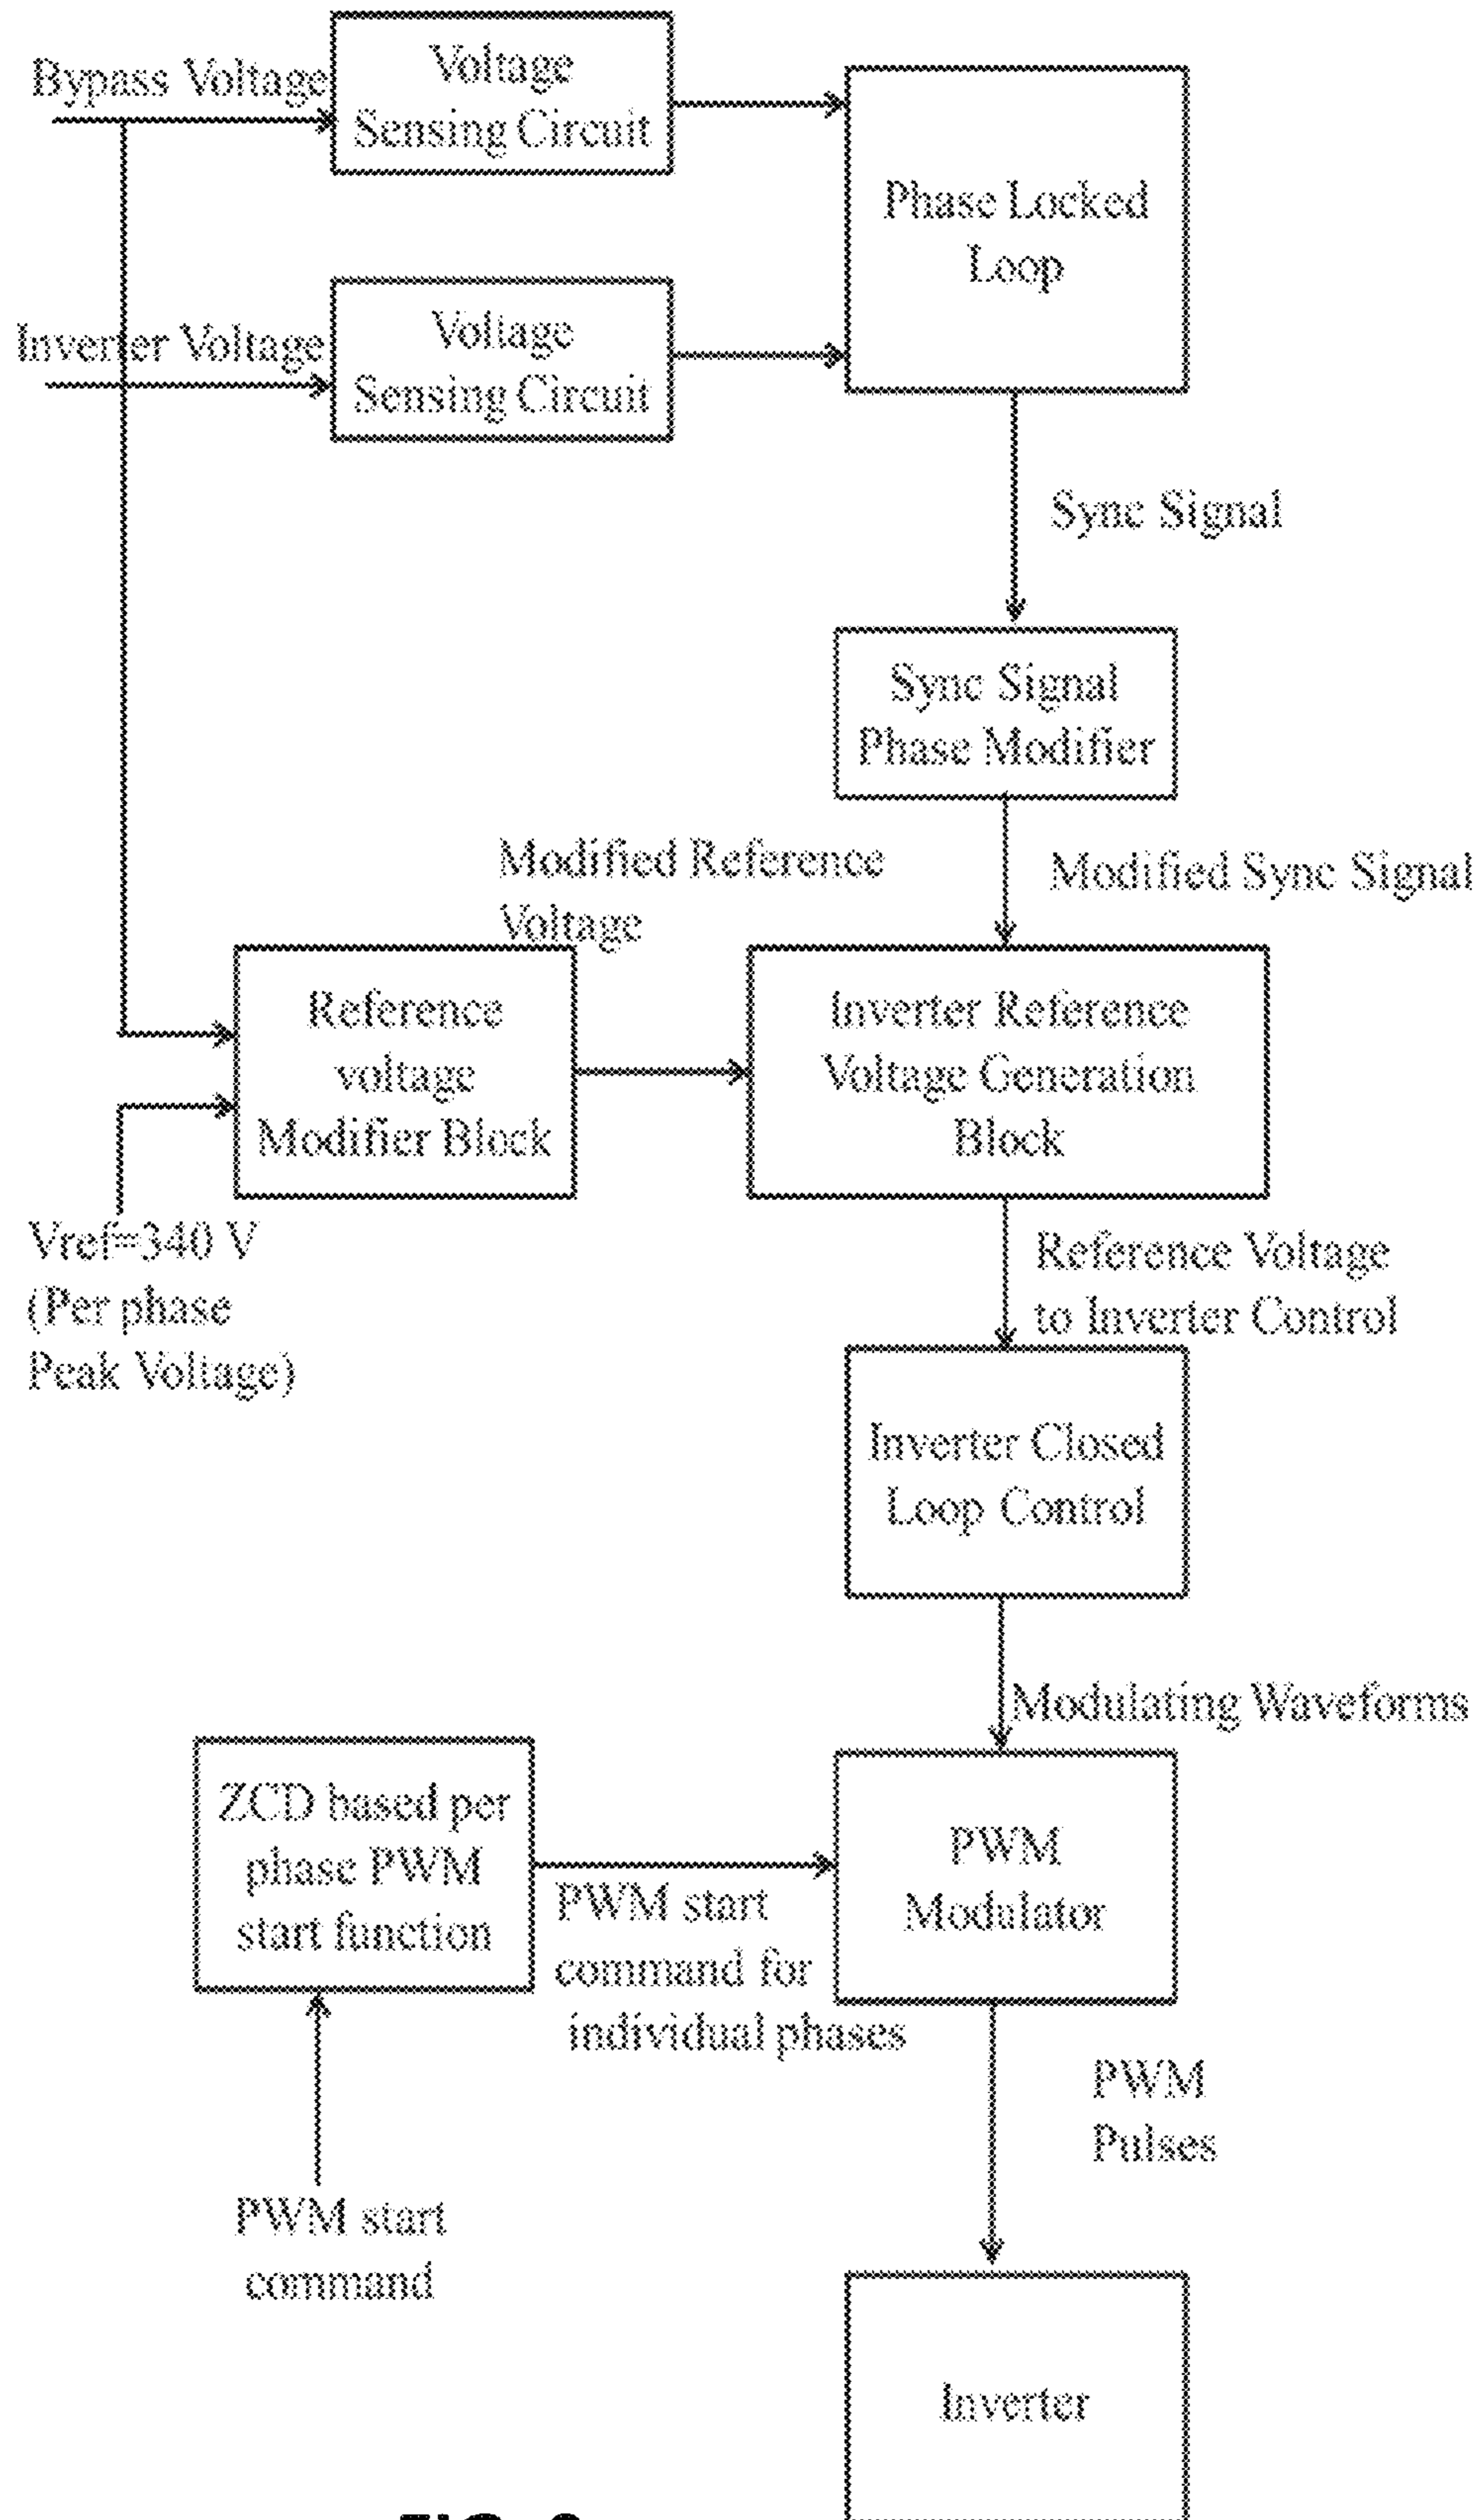 Bypass Voltage
Voltage
Sensing Circuit
Phase Locked
Loop
Inverter Voltage
Voltage
Sensing Circuit
Sync Signal
Sync Signal
Phase Modifier
Modified Reference
Voltage
Modified Sync Signal
Reference
voltage
Modifier Block
Inverter Reference
Voltage Generation
Block
Vref=340 V
(Per phase
Peak Voltage)
Reference Voltage
to Inverter Control
Inverter Closed
Loop Control
Modulating Waveforms
ZCD based per
phase PWM
start function
PWM start
command for
individual phases
PWM
Modulator
PWM
Pulses
PWM start
command
Inverter